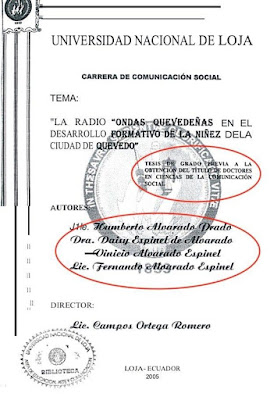 UNIVERSIDAD NACIONAL DE LOJA
CARRERA DE COMUNICACIÓN SOCIAL
TEMA:
"LA RADIO "ONDAS QUEVEDEÑAS EN EL
DESARROLLO FORMATIVO DE LA NIÑEZ DELA
CIUDAD DE QUEVEDO"
TESIS DE GRADO PREVIA A LA
OBTENCIÓN DEL TÍTULO DE DOCTORES
EN CIENCIAS DE LA COMUNICACIÓN
SOCIAL
AUTORES:
Humberto Alvarado Prado
Dra. Daisy Espinel de Alvarado
Vinicio Alvarado Espinel
Lic. Fernando Alvarado Espinel
1859
DIRECTOR:
Lic. Campos Ortega Romero
BIBLIOTECA
LOJA-ECUADOR
2005